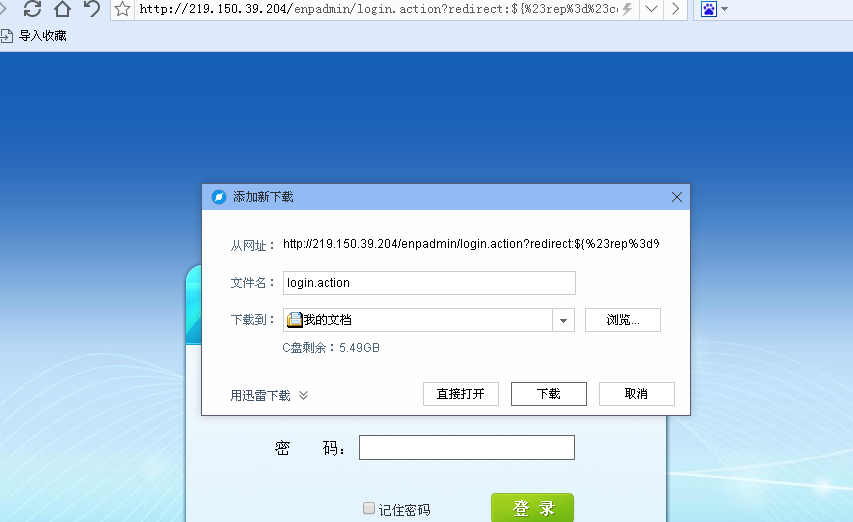 http://219.150.39.204/enpadmin/login.action?redirect:${%23rep%3d%23c
导入收藏
添加新下载
从网址： http://219.150.39.204/enpadmin/login.action?redirect:${%23rep%3d%
文件名： login.action
下载到： 我的文档 浏览...
C盘剩余：5.49GB
用迅雷下载 直接打开 下载 取消
密 码：
记住密码 登 录